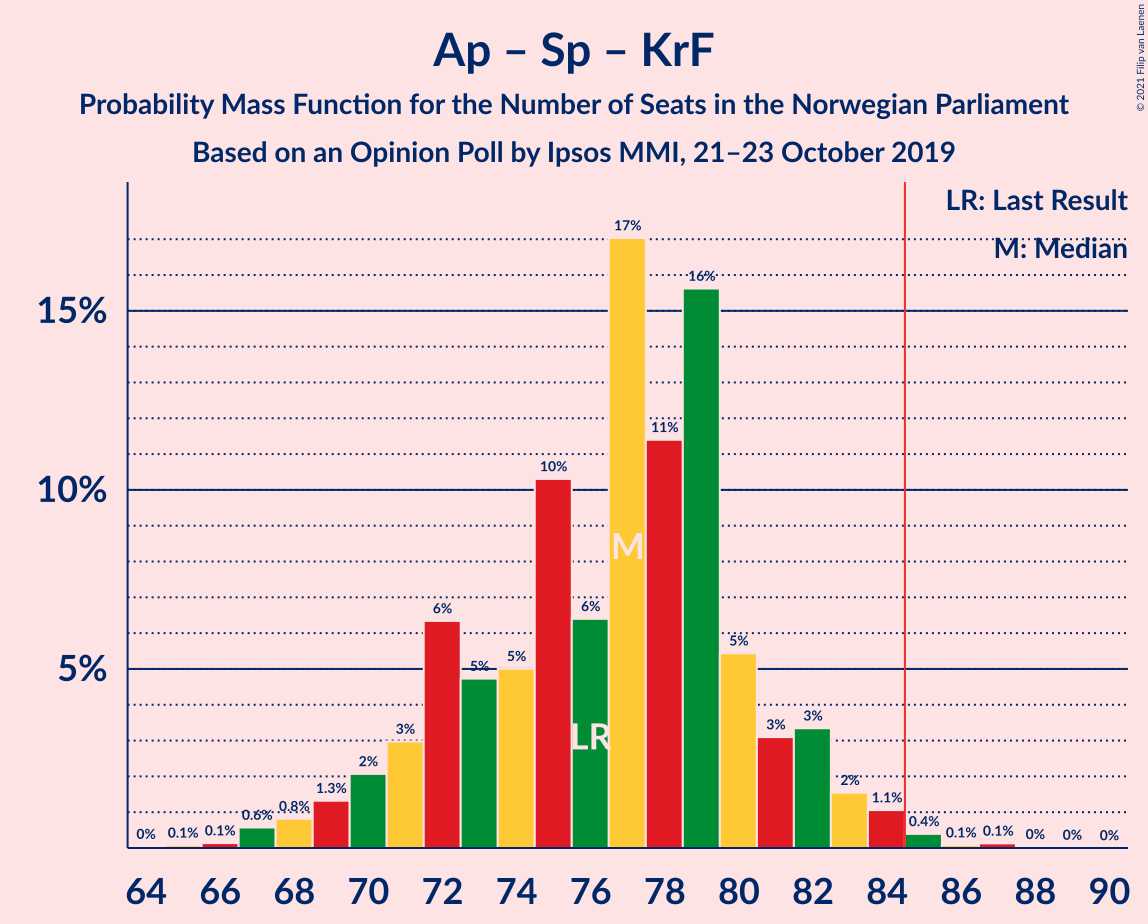 Ap – Sp – KrF
Probability Mass Function for the Number of Seats in the Norwegian Parliament
Based on an Opinion Poll by Ipsos MMI, 21–23 October 2019
© 2021 Filip van Laenen
LR: Last Result
M: Median
17%
16%
15%
11%
10%
10%
M
6%
6%
5%
5%
5%
5%
LR
3%
3%
3%
2%
2%
1.3%
1.1%
0.8%
0.6%
0.4%
0% 0.1% 0.1%
0.1% 0.1% 0% 0% 0%
64 66 68 70 72 74 76 78 80 82 84 86 88 90